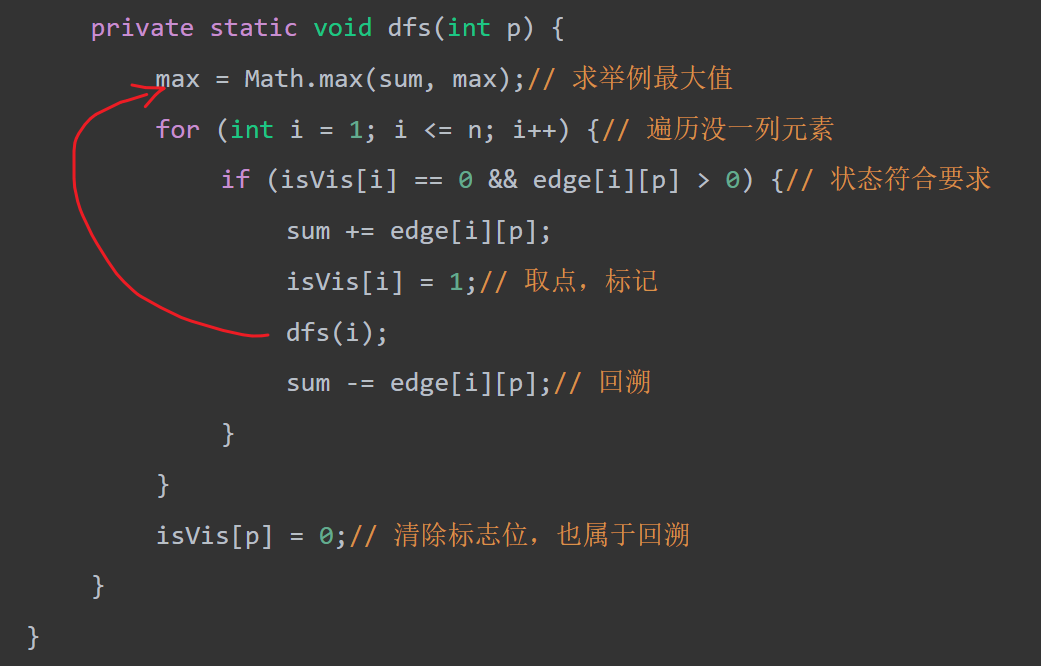 private static void dfs(int p) {
max = Math.max(sum, max);// 求举例最大值
for (int i = 1; i <= n; i++) {// 遍历没一列元素
if (isVis[i] == 0 && edge[i][p] > 0) {// 状态符合要求
sum += edge[i][p];
isVis[i] = 1;// 取点，标记
dfs(i);
sum -= edge[i][p];// 回溯
}
}
isVis[p] = 0;// 清除标志位，也属于回溯
}
}